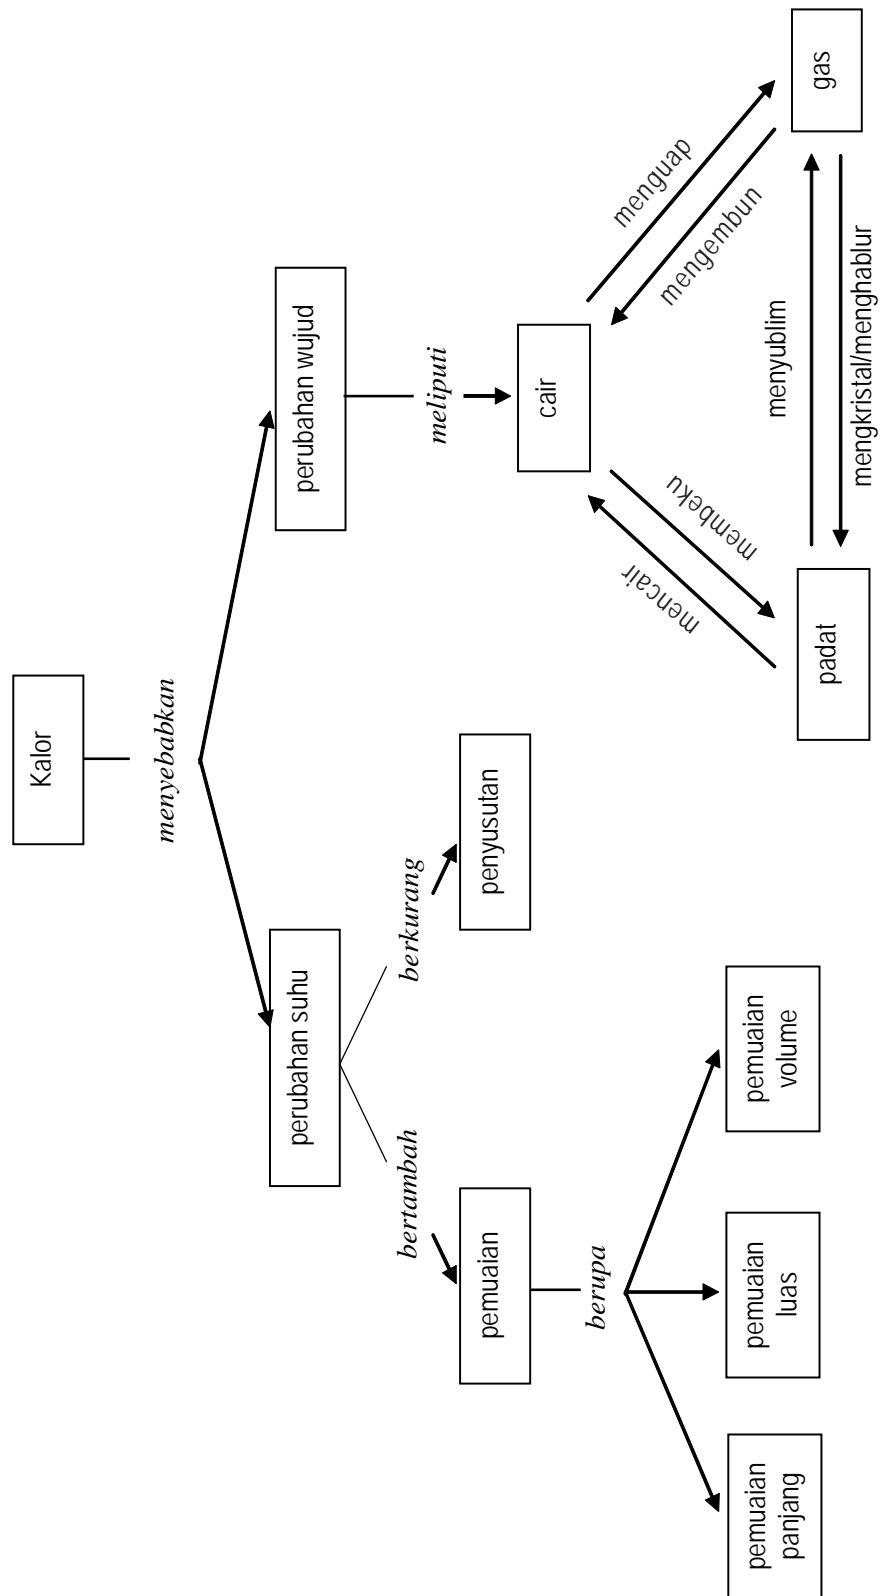 Kalor
menyebabkan
perubahan suhu
perubahan wujud
bertambah
berkurang
meliputi
pemuaian
penyusutan
cair
berupa
mencair
membeku
menguap
mengembun
pemuaian
panjang
pemuaian
luas
pemuaian
volume
padat
menyublim
mengkristal/menghablur
gas